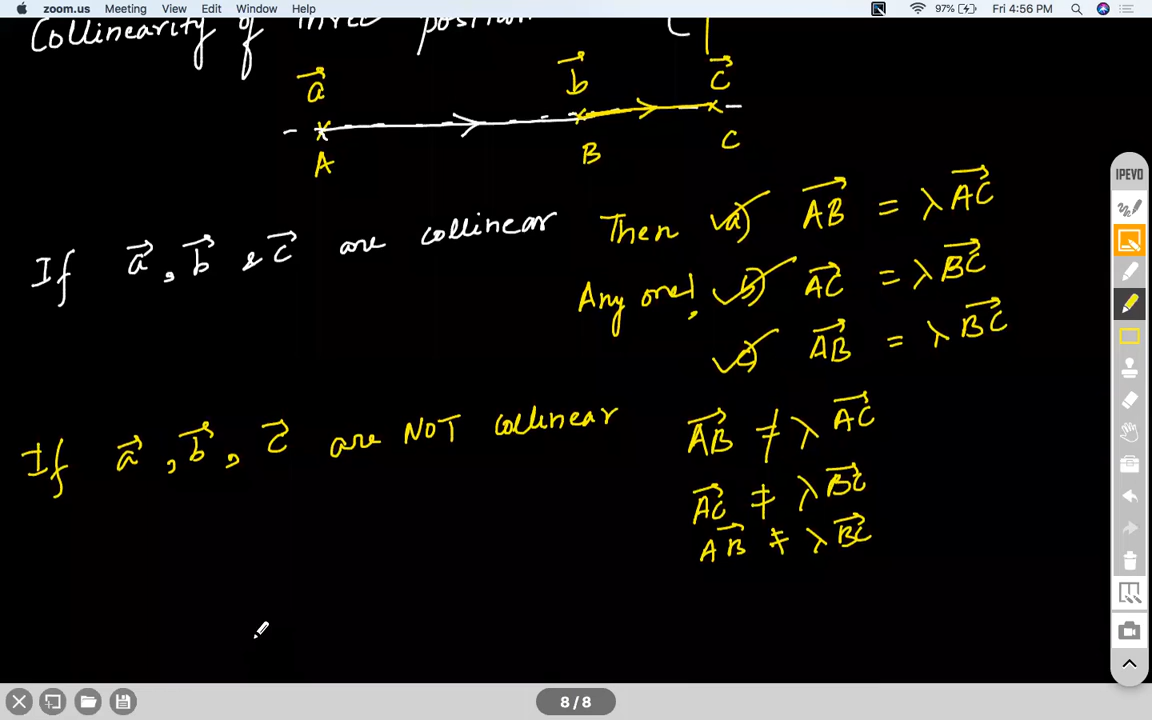 zoom.us Meeting View Edit Window Help 97% Fri 4:56 PM
Collinearity of three position
a⃗ b⃗ c⃗
A B C
IPEVO
If a⃗, b⃗ & c⃗ are collinear Then a) AB⃗ = λ AC⃗
Any one! b) AC⃗ = λ BC⃗
c) AB⃗ = λ BC⃗
If a⃗, b⃗, c⃗ are NOT collinear AB⃗ ≠ λ AC⃗
AC⃗ ≠ λ BC⃗
AB⃗ ≠ λ BC⃗
8/8